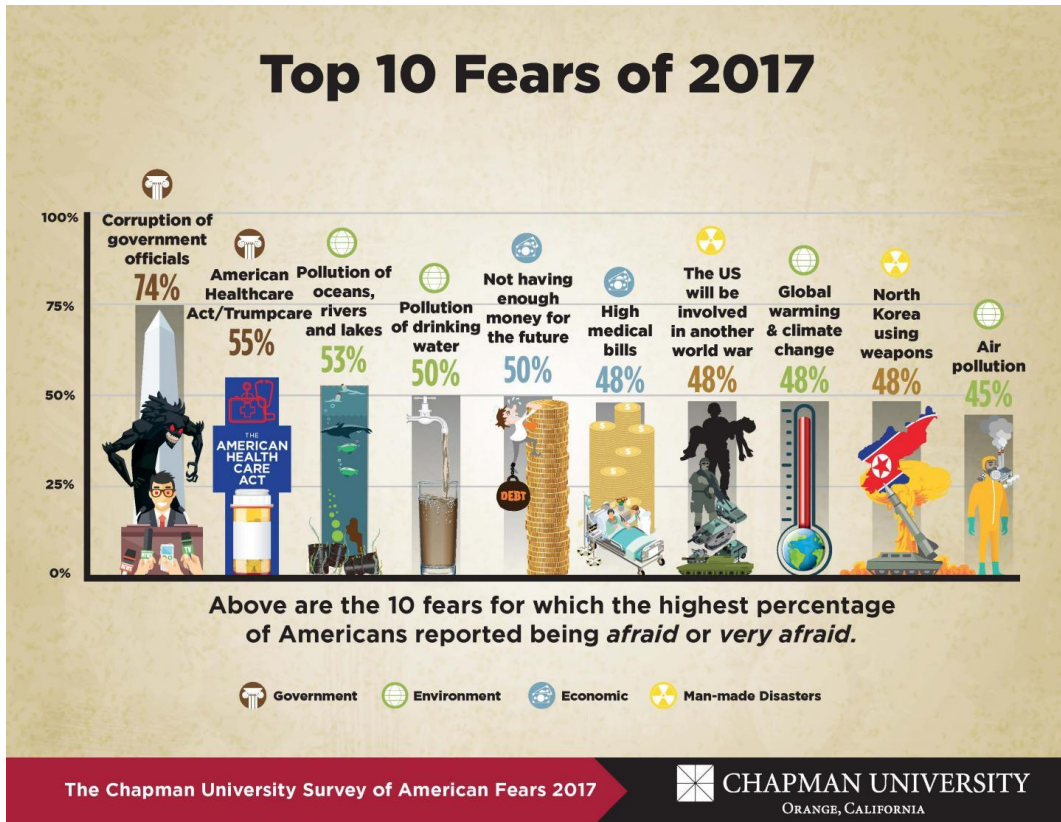 Top 10 Fears of 2017
100%
75%
50%
25%
0%
Corruption of
government
officials
74%
American
Healthcare
Act/Trumpcare
55%
Pollution of
oceans,
rivers
and lakes
53%
Pollution
of drinking
water
50%
Not having
enough
money for
the future
50%
High
medical
bills
48%
The US
will be
involved
in another
world war
48%
Global
warming
& climate
change
48%
North
Korea
using
weapons
48%
Air
pollution
45%
THE
AMERICAN
HEALTH
CARE
ACT
DEBT
Above are the 10 fears for which the highest percentage
of Americans reported being afraid or very afraid.
Government
Environment
Economic
Man-made Disasters
The Chapman University Survey of American Fears 2017
CHAPMAN UNIVERSITY
ORANGE, CALIFORNIA